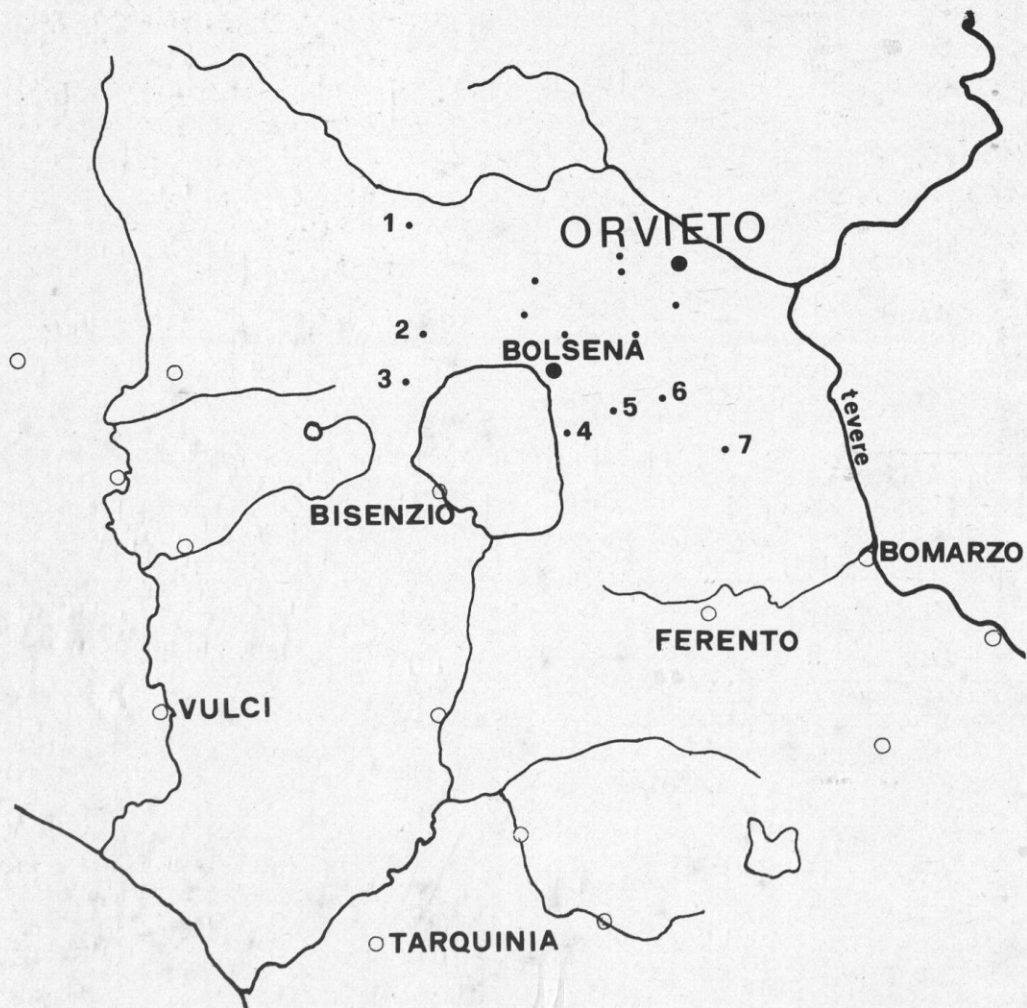 1
ORVIETO
2
BOLSENA
3
6
5
4
tevere
7
BISENZIO
BOMARZO
FERENTO
VULCI
TARQUINIA